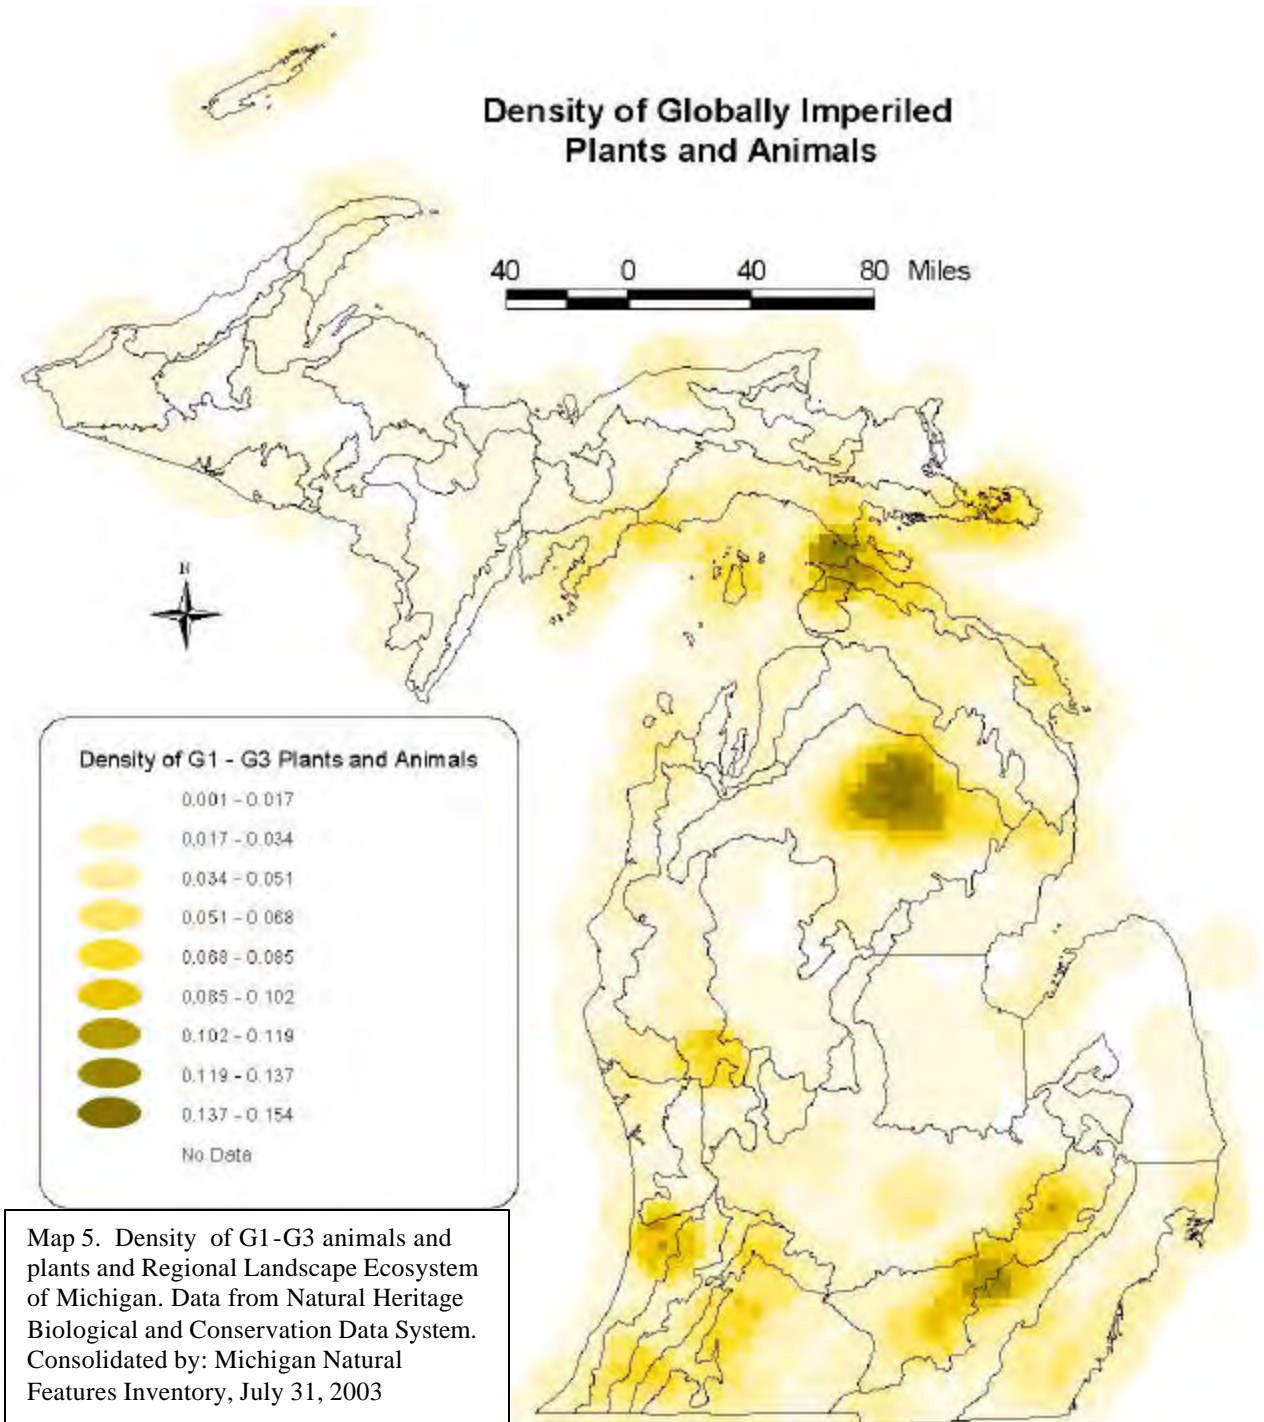 Density of Globally Imperiled
Plants and Animals
40 0 40 80 Miles
N
Density of G1 - G3 Plants and Animals
0.001 - 0.017
0.017 - 0.034
0.034 - 0.051
0.051 - 0.068
0.068 - 0.085
0.085 - 0.102
0.102 - 0.119
0.119 - 0.137
0.137 - 0.154
No Data
Map 5. Density of G1-G3 animals and
plants and Regional Landscape Ecosystem
of Michigan. Data from Natural Heritage
Biological and Conservation Data System.
Consolidated by: Michigan Natural
Features Inventory, July 31, 2003